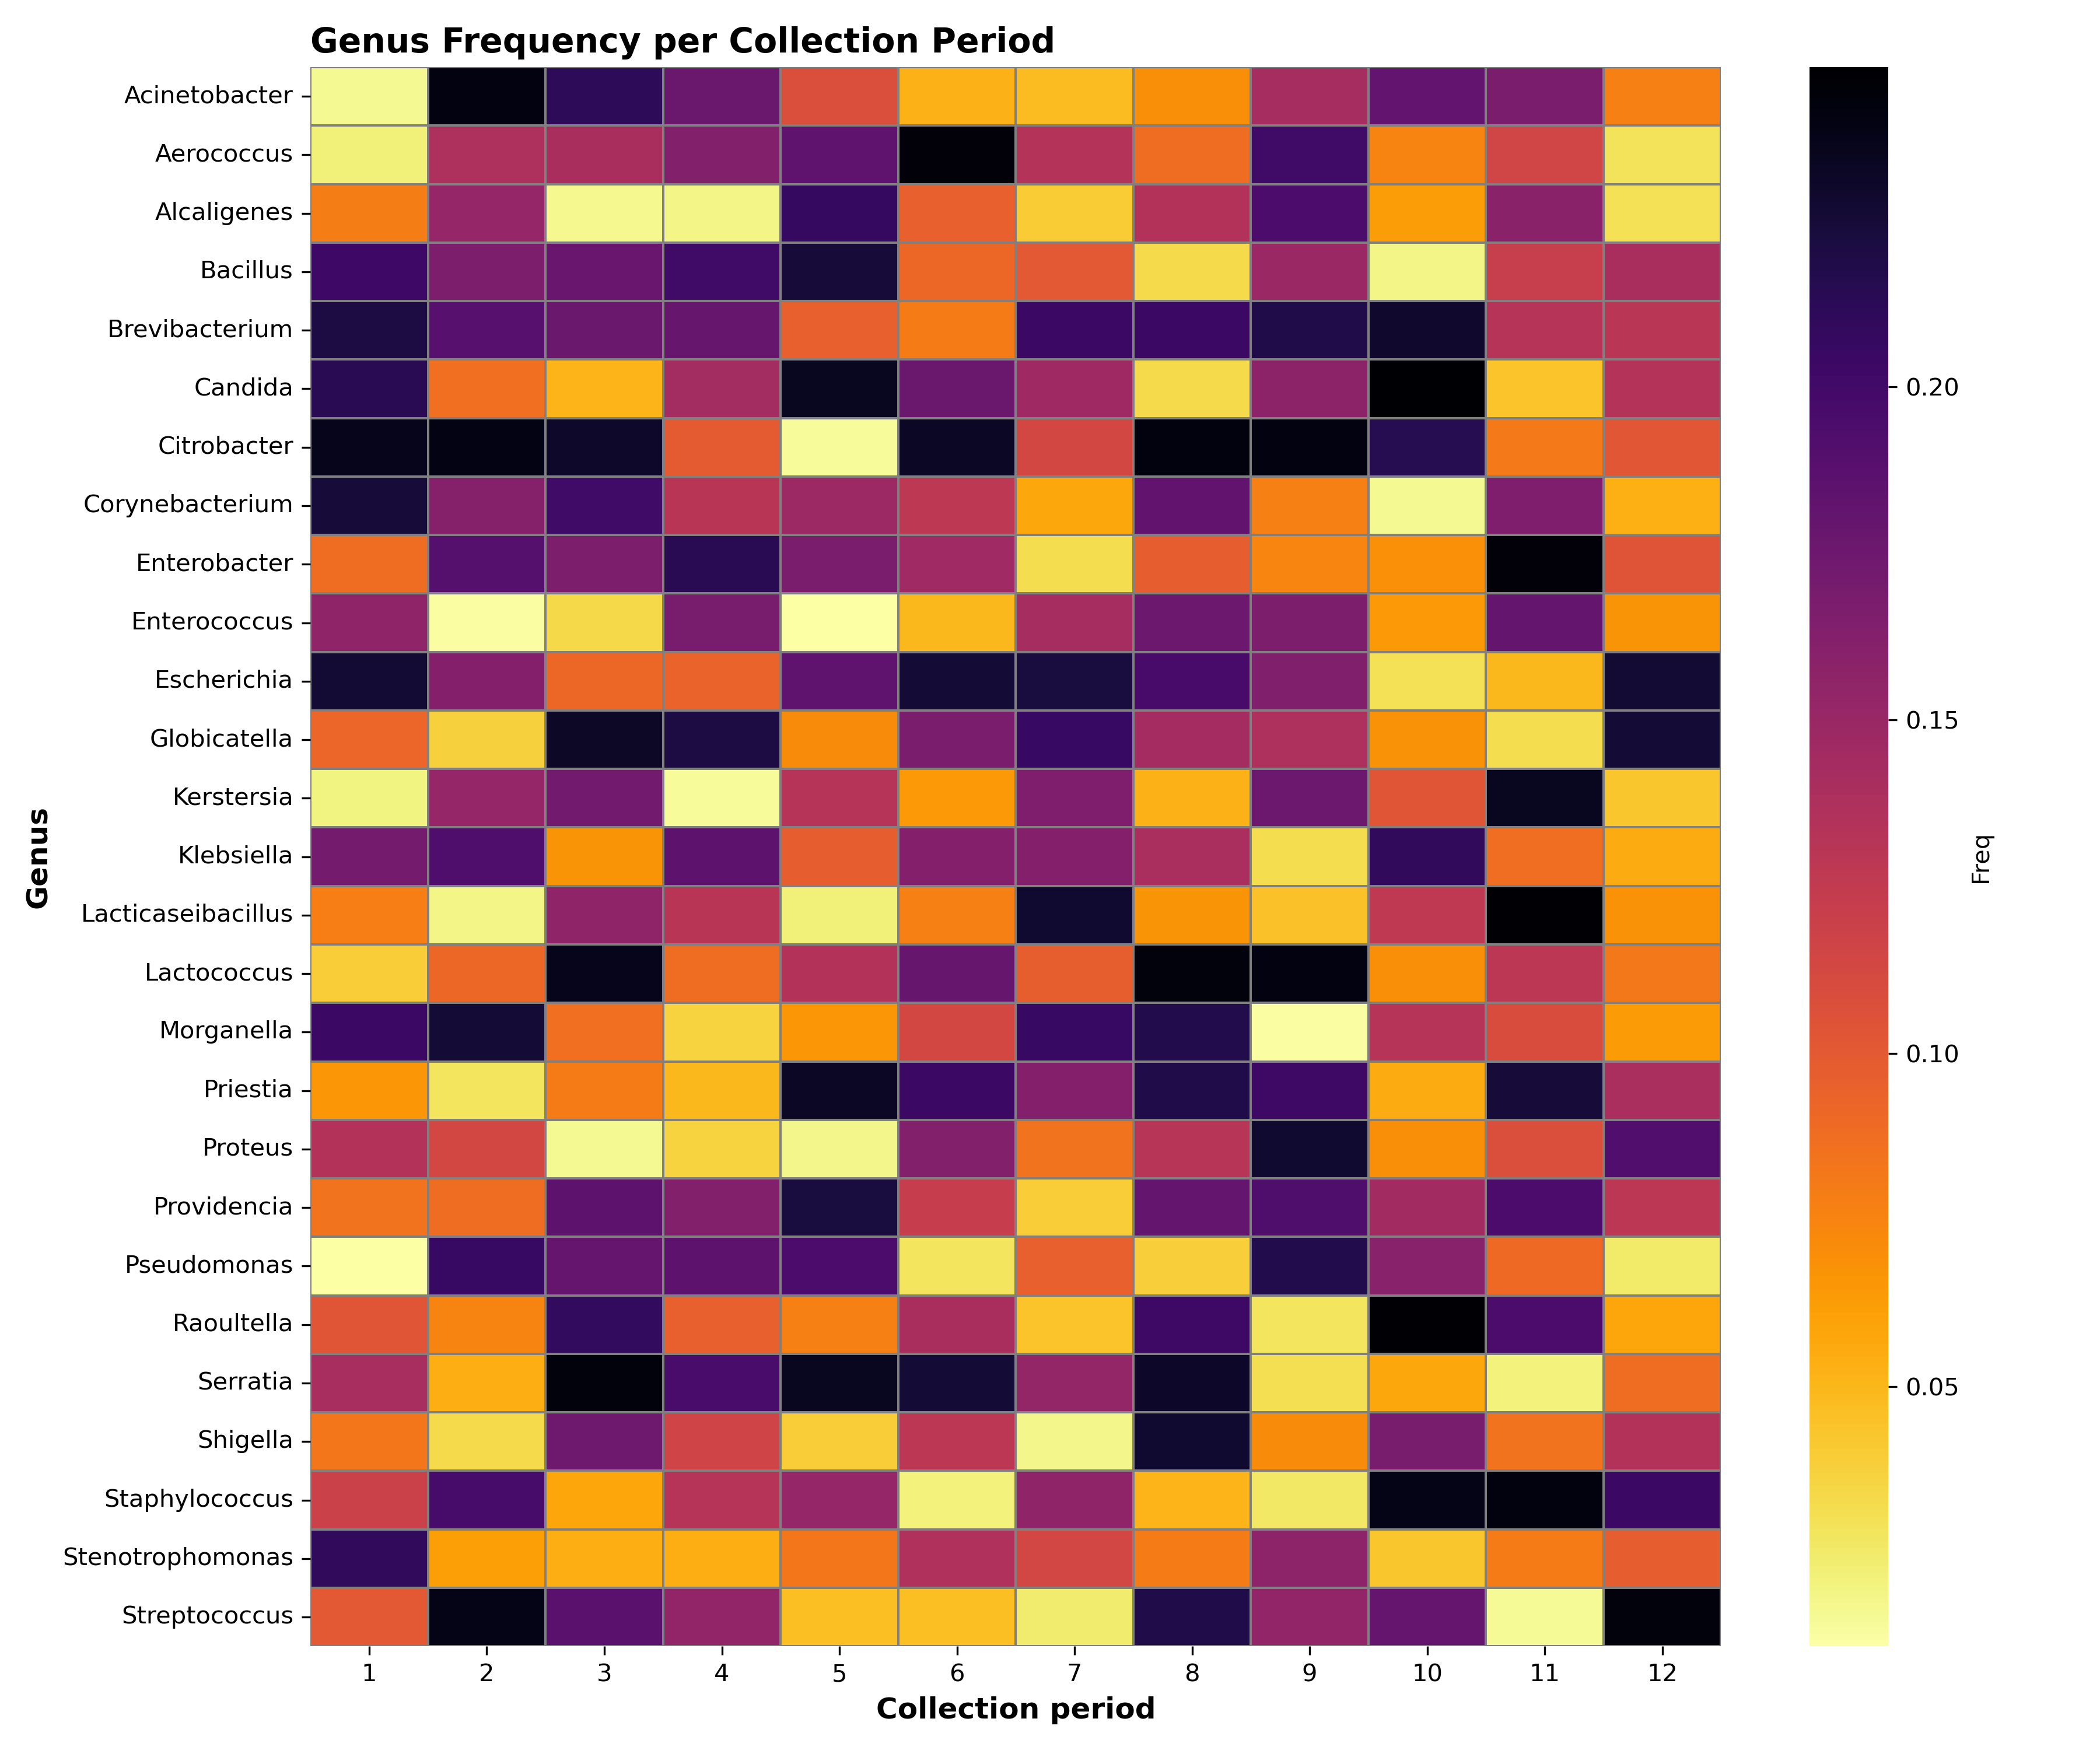 Genus Frequency per Collection Period
Genus
Acinetobacter
Aerococcus
Alcaligenes
Bacillus
Brevibacterium
Candida
Citrobacter
Corynebacterium
Enterobacter
Enterococcus
Escherichia
Globicatella
Kerstersia
Klebsiella
Lacticaseibacillus
Lactococcus
Morganella
Priestia
Proteus
Providencia
Pseudomonas
Raoultella
Serratia
Shigella
Staphylococcus
Stenotrophomonas
Streptococcus
1 2 3 4 5 6 7 8 9 10 11 12
Collection period
0.20
0.15
0.10
0.05
Freq